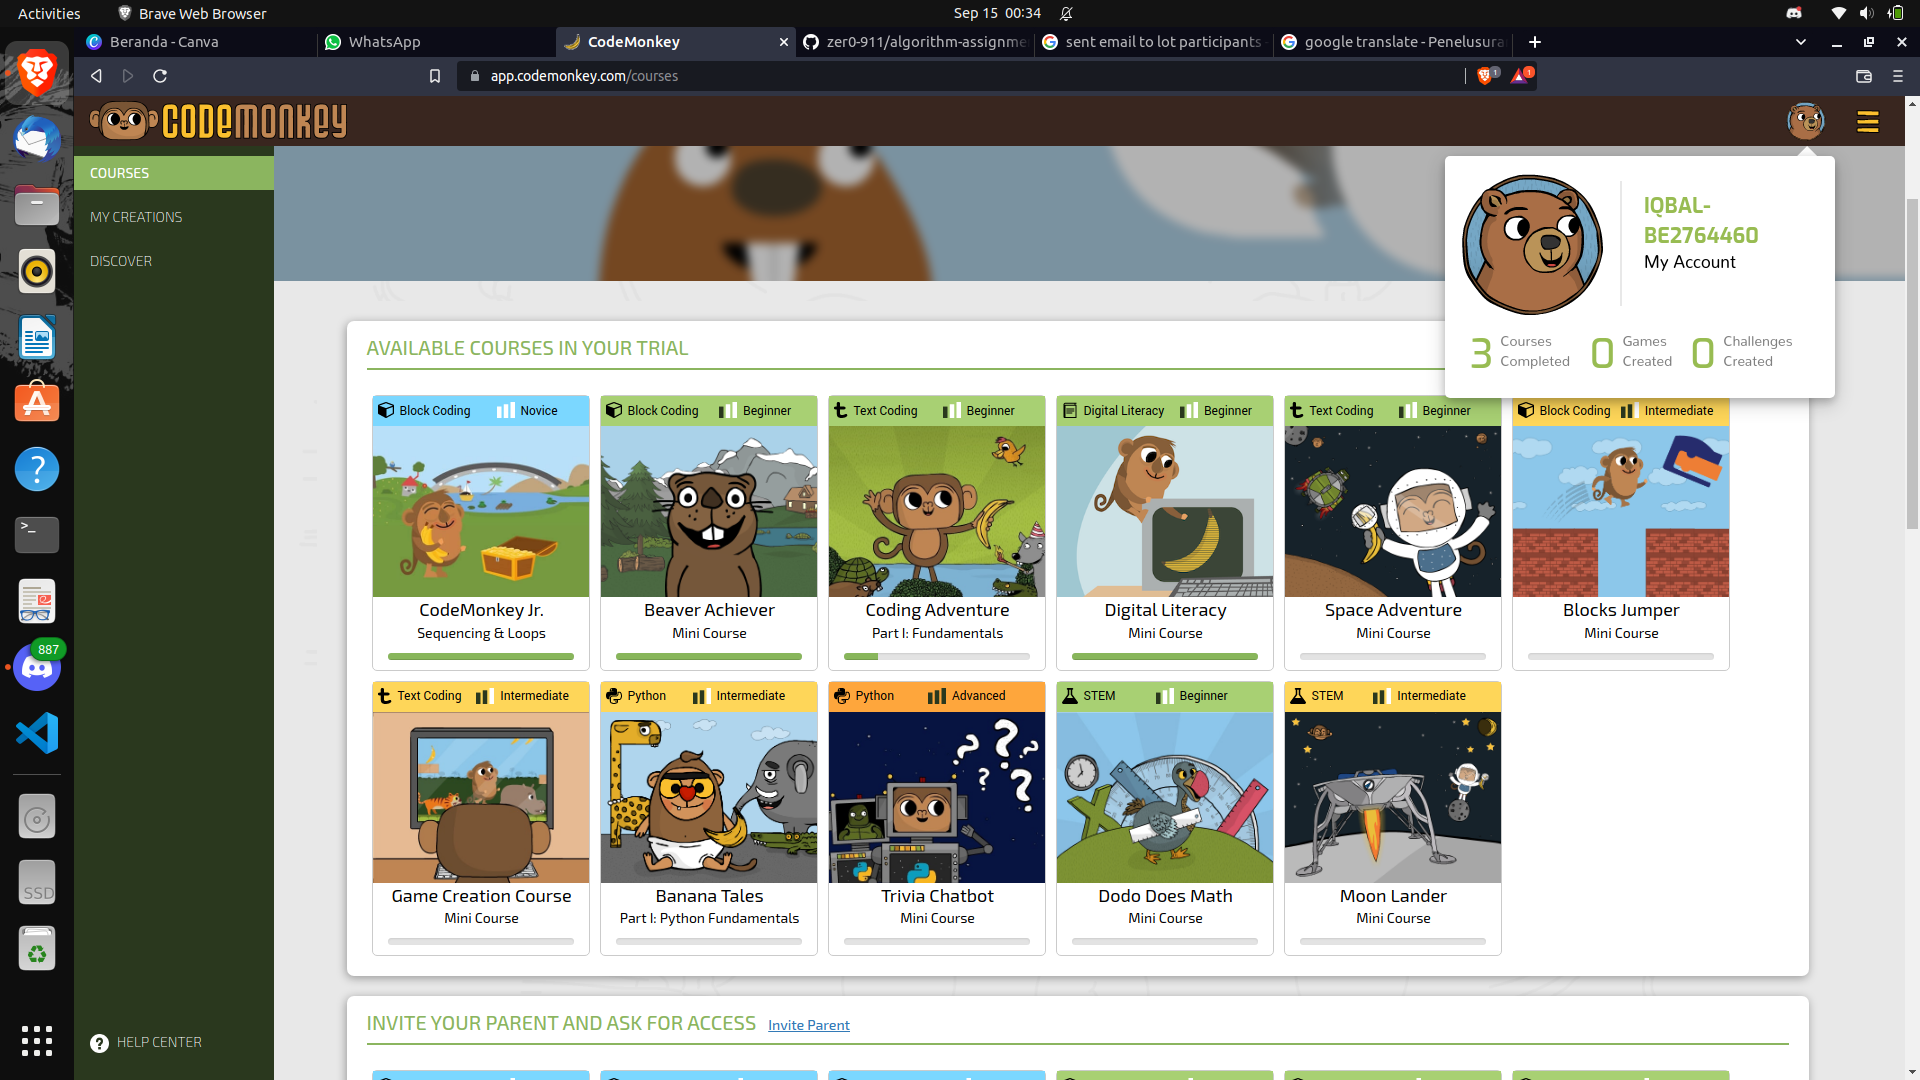 Activities
Brave Web Browser
Sep 15 00:34
Beranda - Canva
WhatsApp
CodeMonkey
zer0-911/algorithm-assignme
sent email to lot participants -
google translate - Penelusura
app.codemonkey.com/courses
1
1
CODEMONKEY
COURSES
MY CREATIONS
DISCOVER
IQBAL-
BE2764460
My Account
3 Courses Completed
0 Games Created
0 Challenges Created
AVAILABLE COURSES IN YOUR TRIAL
Block Coding Novice
CodeMonkey Jr.
Sequencing & Loops
Block Coding Beginner
Beaver Achiever
Mini Course
Text Coding Beginner
Coding Adventure
Part I: Fundamentals
Digital Literacy Beginner
Digital Literacy
Mini Course
Text Coding Beginner
Space Adventure
Mini Course
Block Coding Intermediate
Blocks Jumper
Mini Course
Text Coding Intermediate
Game Creation Course
Mini Course
Python Intermediate
Banana Tales
Part I: Python Fundamentals
Python Advanced
? ? ? ? ?
Trivia Chatbot
Mini Course
STEM Beginner
Dodo Does Math
Mini Course
STEM Intermediate
Moon Lander
Mini Course
INVITE YOUR PARENT AND ASK FOR ACCESS Invite Parent
887
SSD
? HELP CENTER